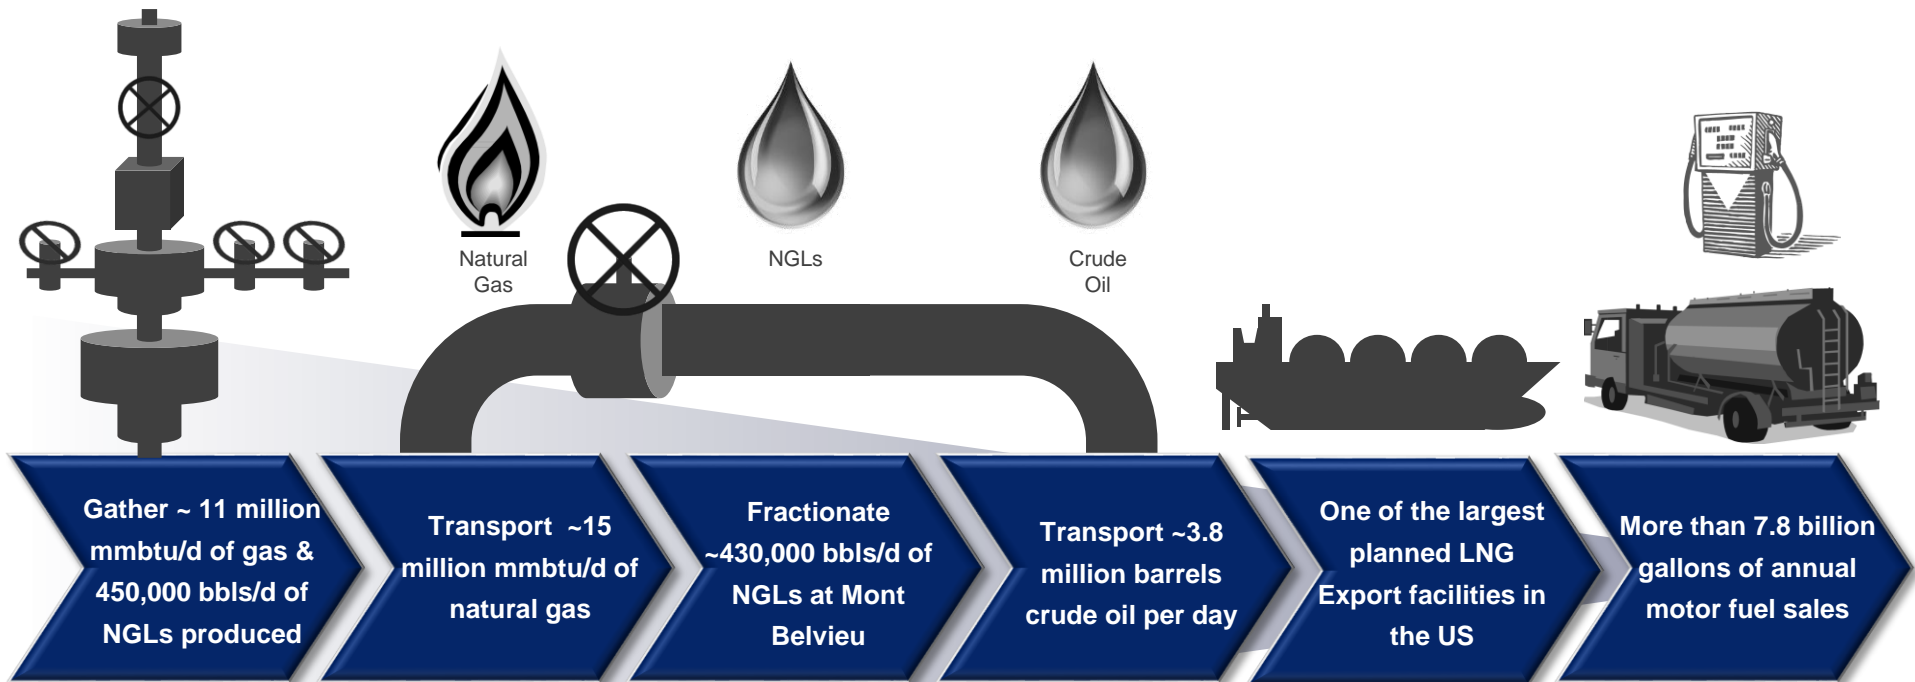 Natural
Gas
NGLs
Crude
Oil
Gather ~ 11 million
mmbtu/d of gas &
450,000 bbls/d of
NGLs produced
Transport ~15
million mmbtu/d of
natural gas
Fractionate
~430,000 bbls/d of
NGLs at Mont
Belvieu
Transport ~3.8
million barrels
crude oil per day
One of the largest
planned LNG
Export facilities in
the US
More than 7.8 billion
gallons of annual
motor fuel sales